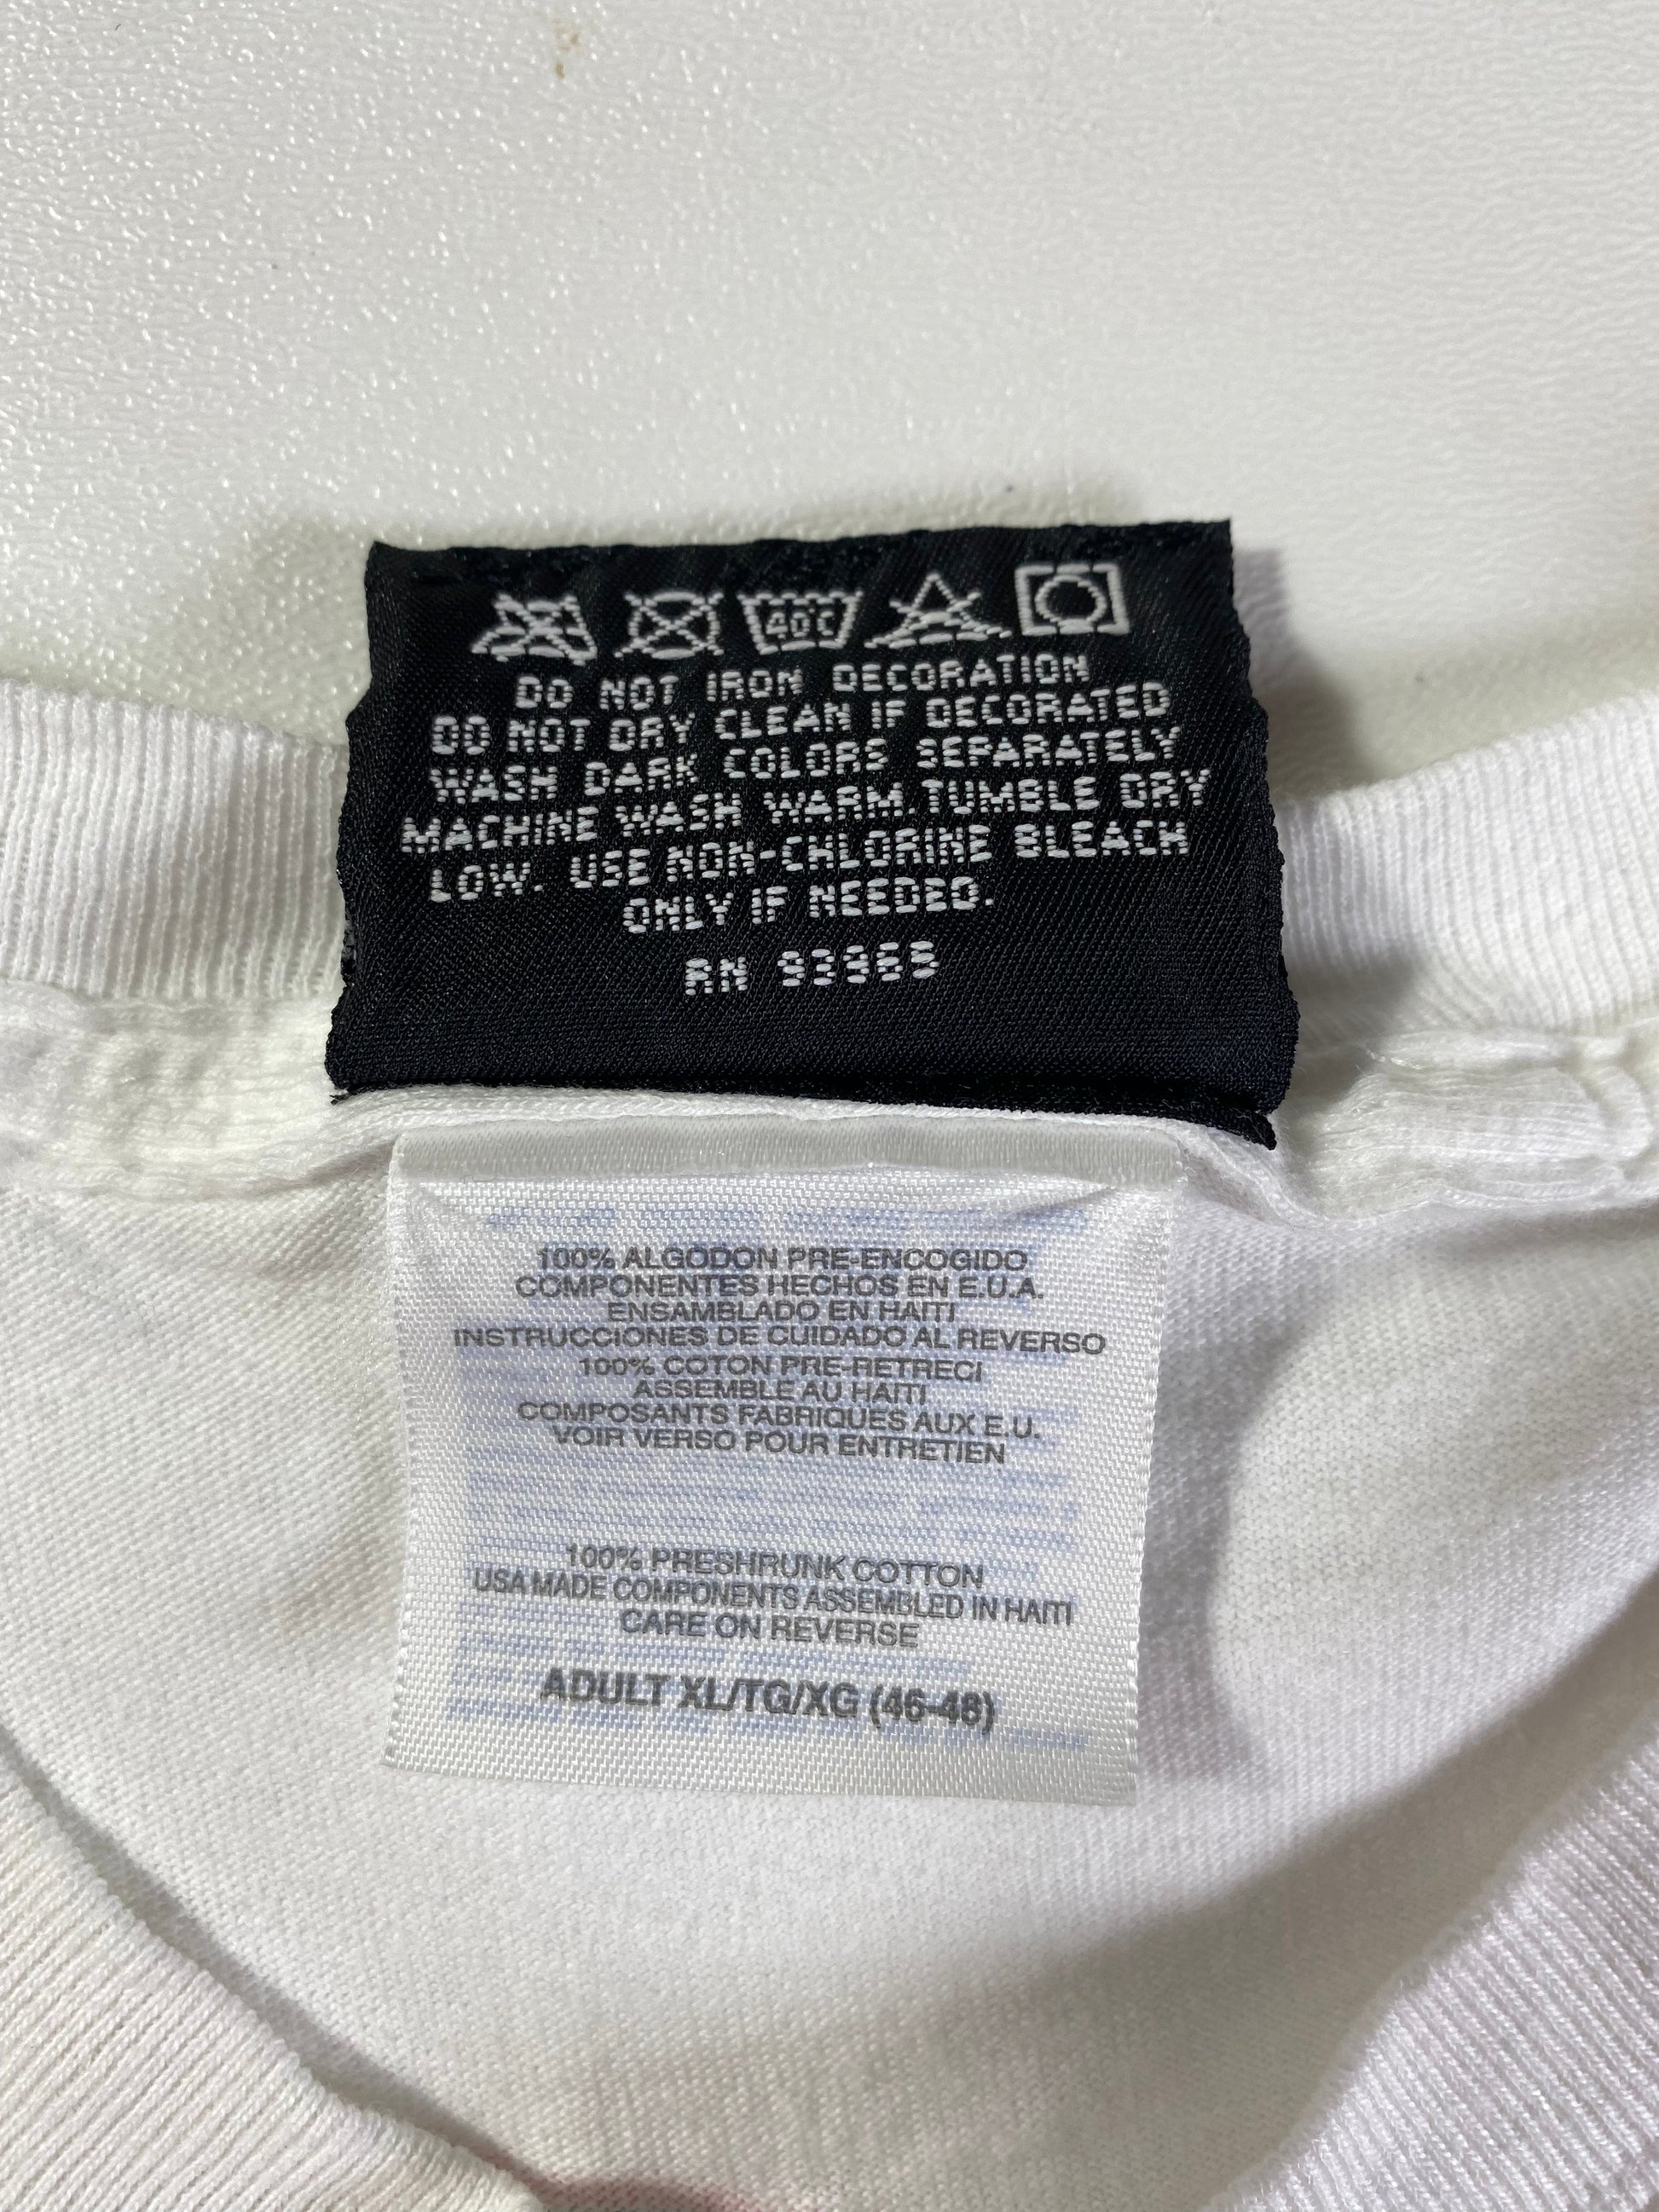 40C
DO NOT IRON DECORATION
DO NOT DRY CLEAN IF DECORATED
WASH DARK COLORS SEPARATELY
MACHINE WASH WARM, TUMBLE DRY
LOW. USE NON-CHLORINE BLEACH
ONLY IF NEEDED.
RN 93965
100% ALGODON PRE-ENCOGIDO
COMPONENTES HECHOS EN E.U.A.
ENSAMBLADO EN HAITI
INSTRUCCIONES DE CUIDADO AL REVERSO
100% COTON PRE-RETRECI
ASSEMBLE AU HAITI
COMPOSANTS FABRIQUES AUX E.U.
VOIR VERSO POUR ENTRETIEN
100% PRESHRUNK COTTON
USA MADE COMPONENTS ASSEMBLED IN HAITI
CARE ON REVERSE
ADULT XL/TG/XG (46-48)